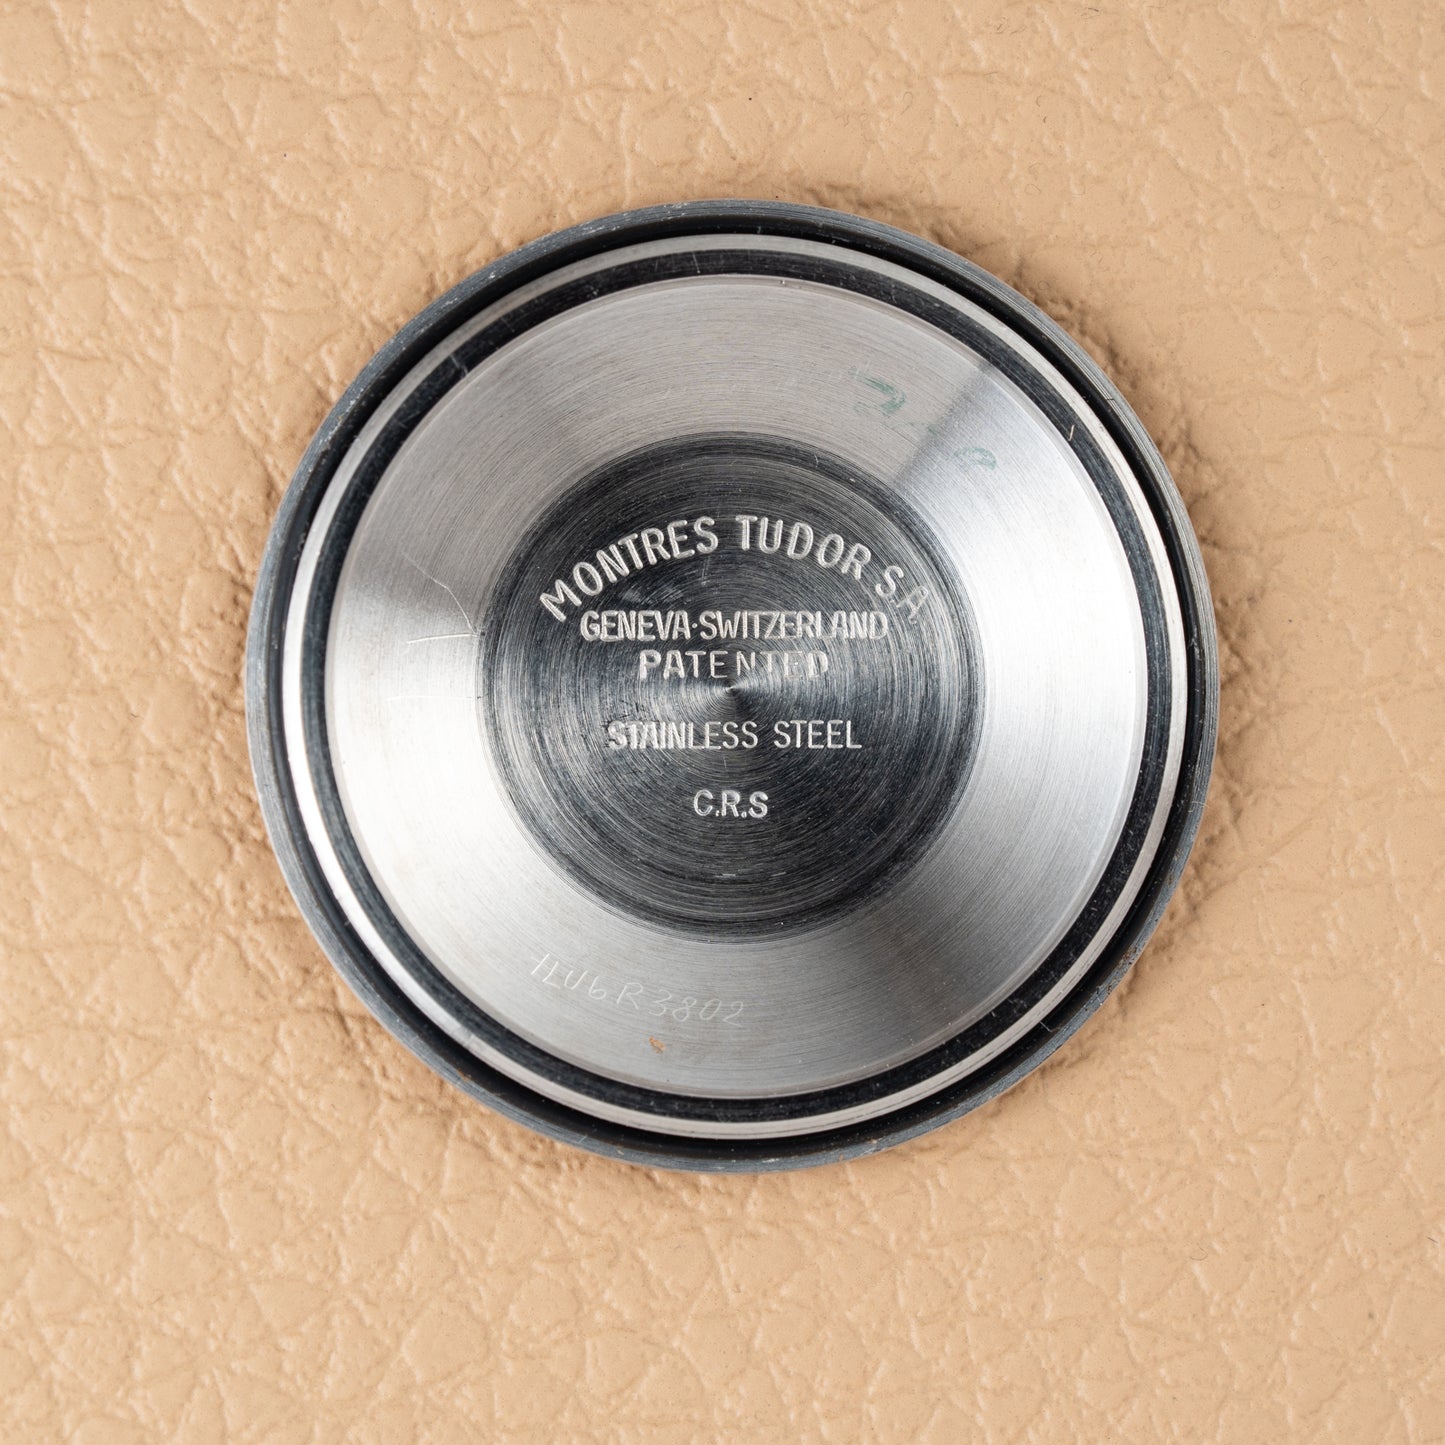 MONTRES TUDOR S.A
GENEVA·SWITZERLAND
PATENTED
STAINLESS STEEL
C.R.S